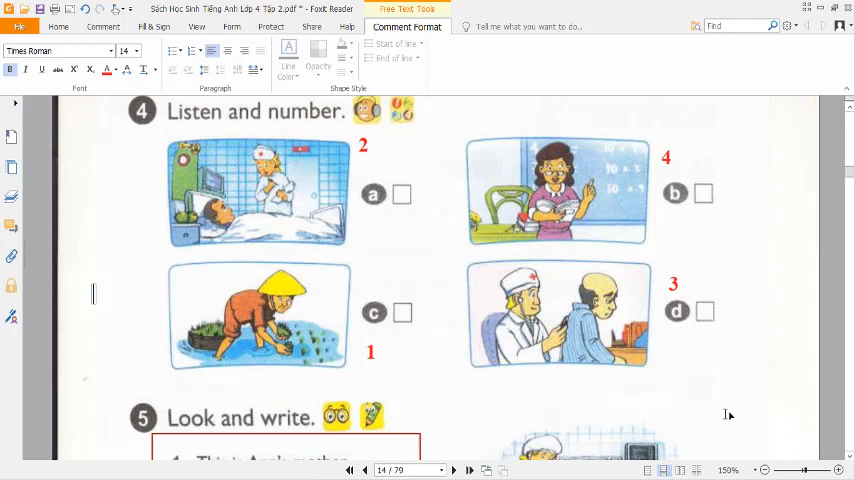 Sách Học Sinh Tiếng Anh Lớp 4 Tập 2.pdf * - Foxit Reader
Free Text Tools
File Home Comment Fill & Sign View Form Protect Share Help Comment Format Tell me what you want to do.. Find
Times Roman 14
Start of line
End of line
B I U abc X² X₂ A A T
Line Color
Opacity
Font Paragraph Shape Style
4 Listen and number.
2
a
4
b
c
1
3
d
5 Look and write.
14 / 79
150%